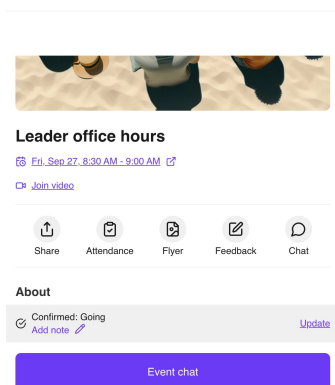 Leader office hours
Fri, Sep 27, 8:30 AM - 9:00 AM
Join video
Share Attendance Flyer Feedback Chat
About
Confirmed: Going
Add note
Update
Event chat